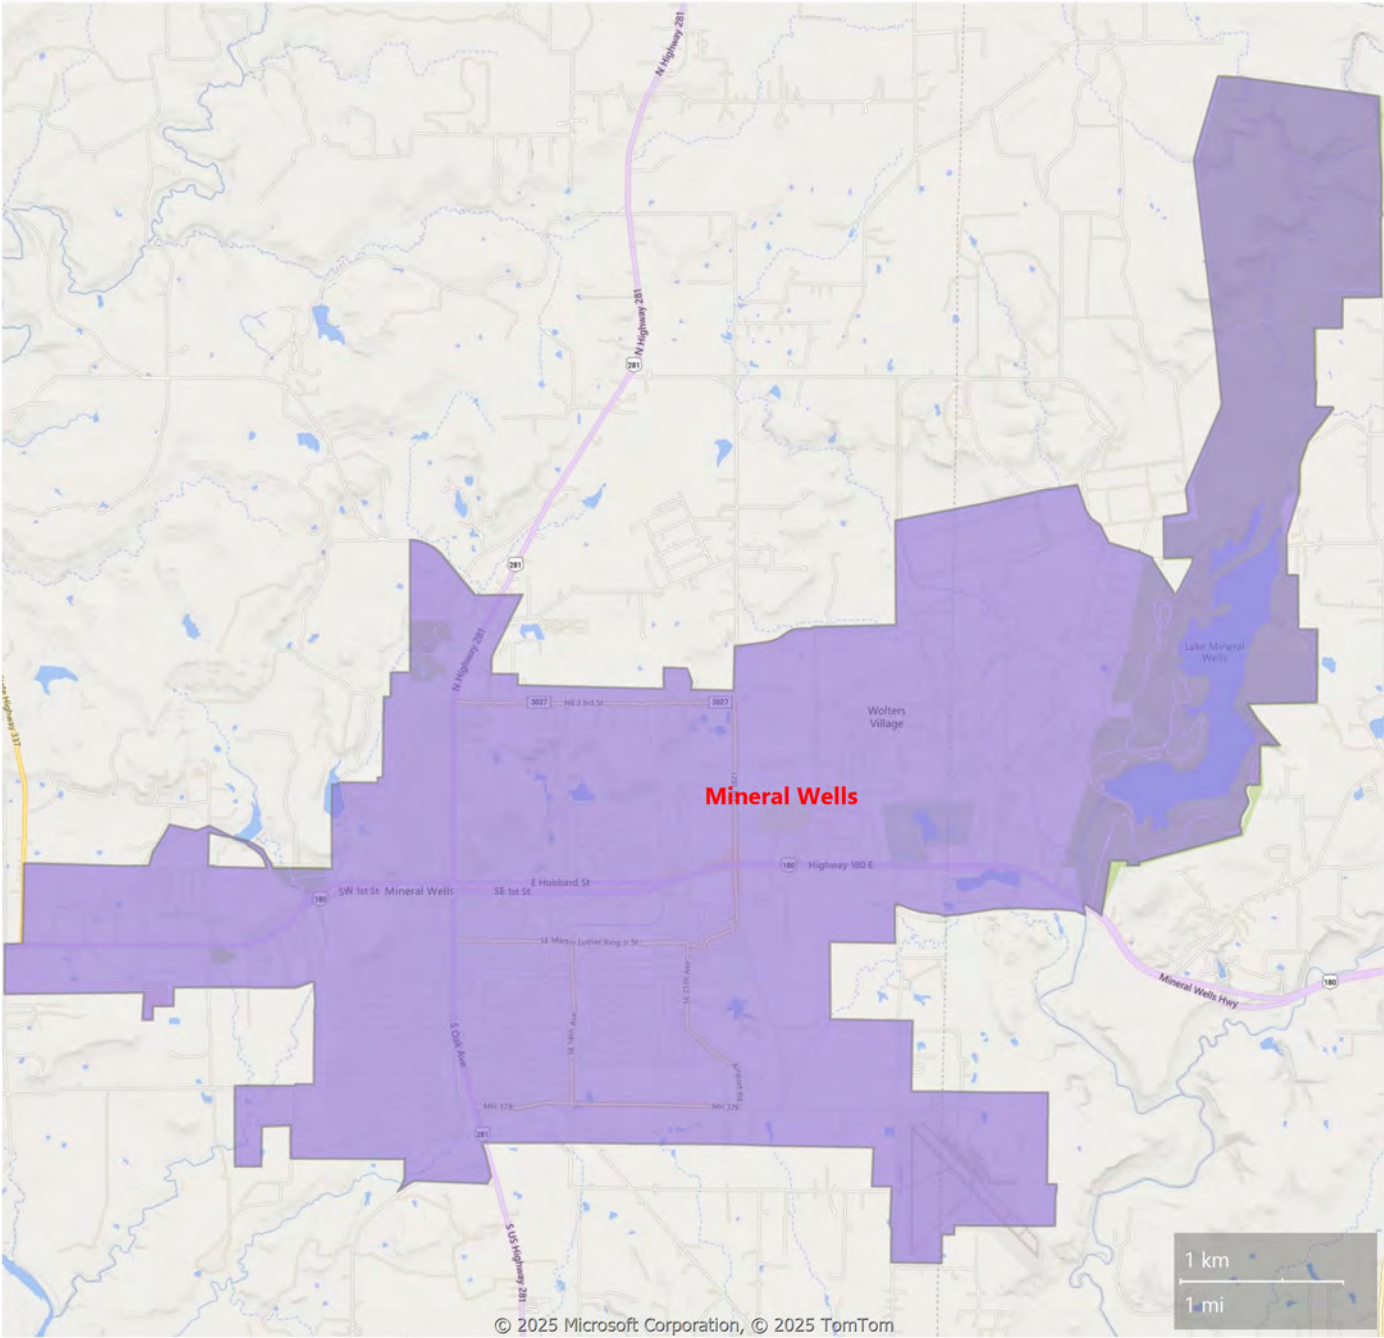 N Highway 281
N Highway 281
281
281
N Highway 281
Lake Mineral
Wells
3027
NE 23rd St
3027
Wolters
Village
Mineral Wells
180
Highway 180 E
E Hubbard St
SW 1st St
Mineral Wells
SE 1st St
180
SE Martin Luther King Jr St
SE 25th Ave
Mineral Wells Hwy
180
S Oak Ave
SE 14th Ave
Airport Rd
MH 379
MH 379
281
S US Highway 281
1 km
1 mi
© 2025 Microsoft Corporation, © 2025 TomTom